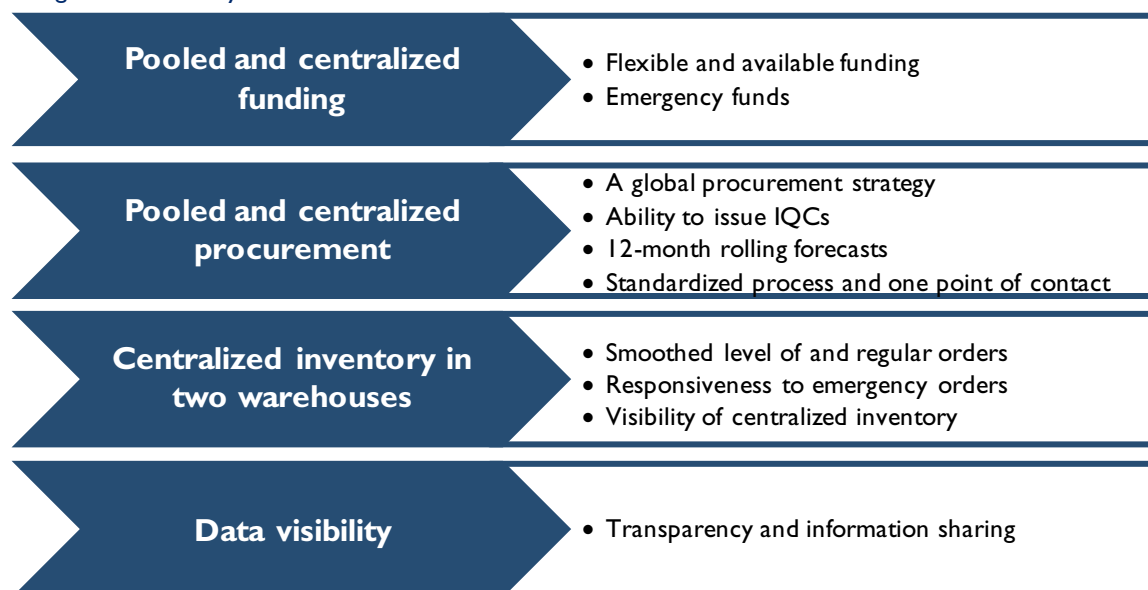 Pooled and centralized
funding
• Flexible and available funding
• Emergency funds
Pooled and centralized
procurement
• A global procurement strategy
• Ability to issue IQCs
• 12-month rolling forecasts
• Standardized process and one point of contact
Centralized inventory in
two warehouses
• Smoothed level of and regular orders
• Responsiveness to emergency orders
• Visibility of centralized inventory
Data visibility
• Transparency and information sharing